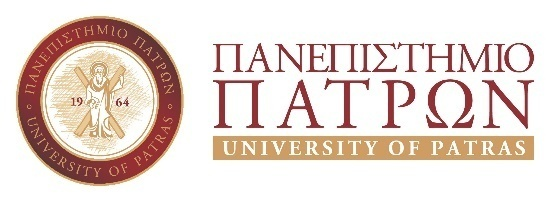 ΠΑΝΕΠΙΣΤΗΜΙΟ ΠΑΤΡΩΝ
19 64
UNIVERSITY OF PATRAS
ΠΑΝΕΠΙΣΤΗΜΙΟ
ΠΑΤΡΩΝ
UNIVERSITY OF PATRAS